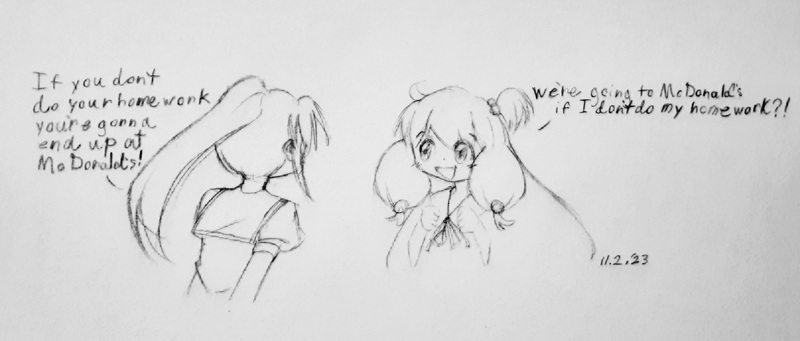 If you don't
do your homework
you're gonna
end up at
McDonald's!
we're going to McDonald's
if I don't do my homework?!
11.2.'23